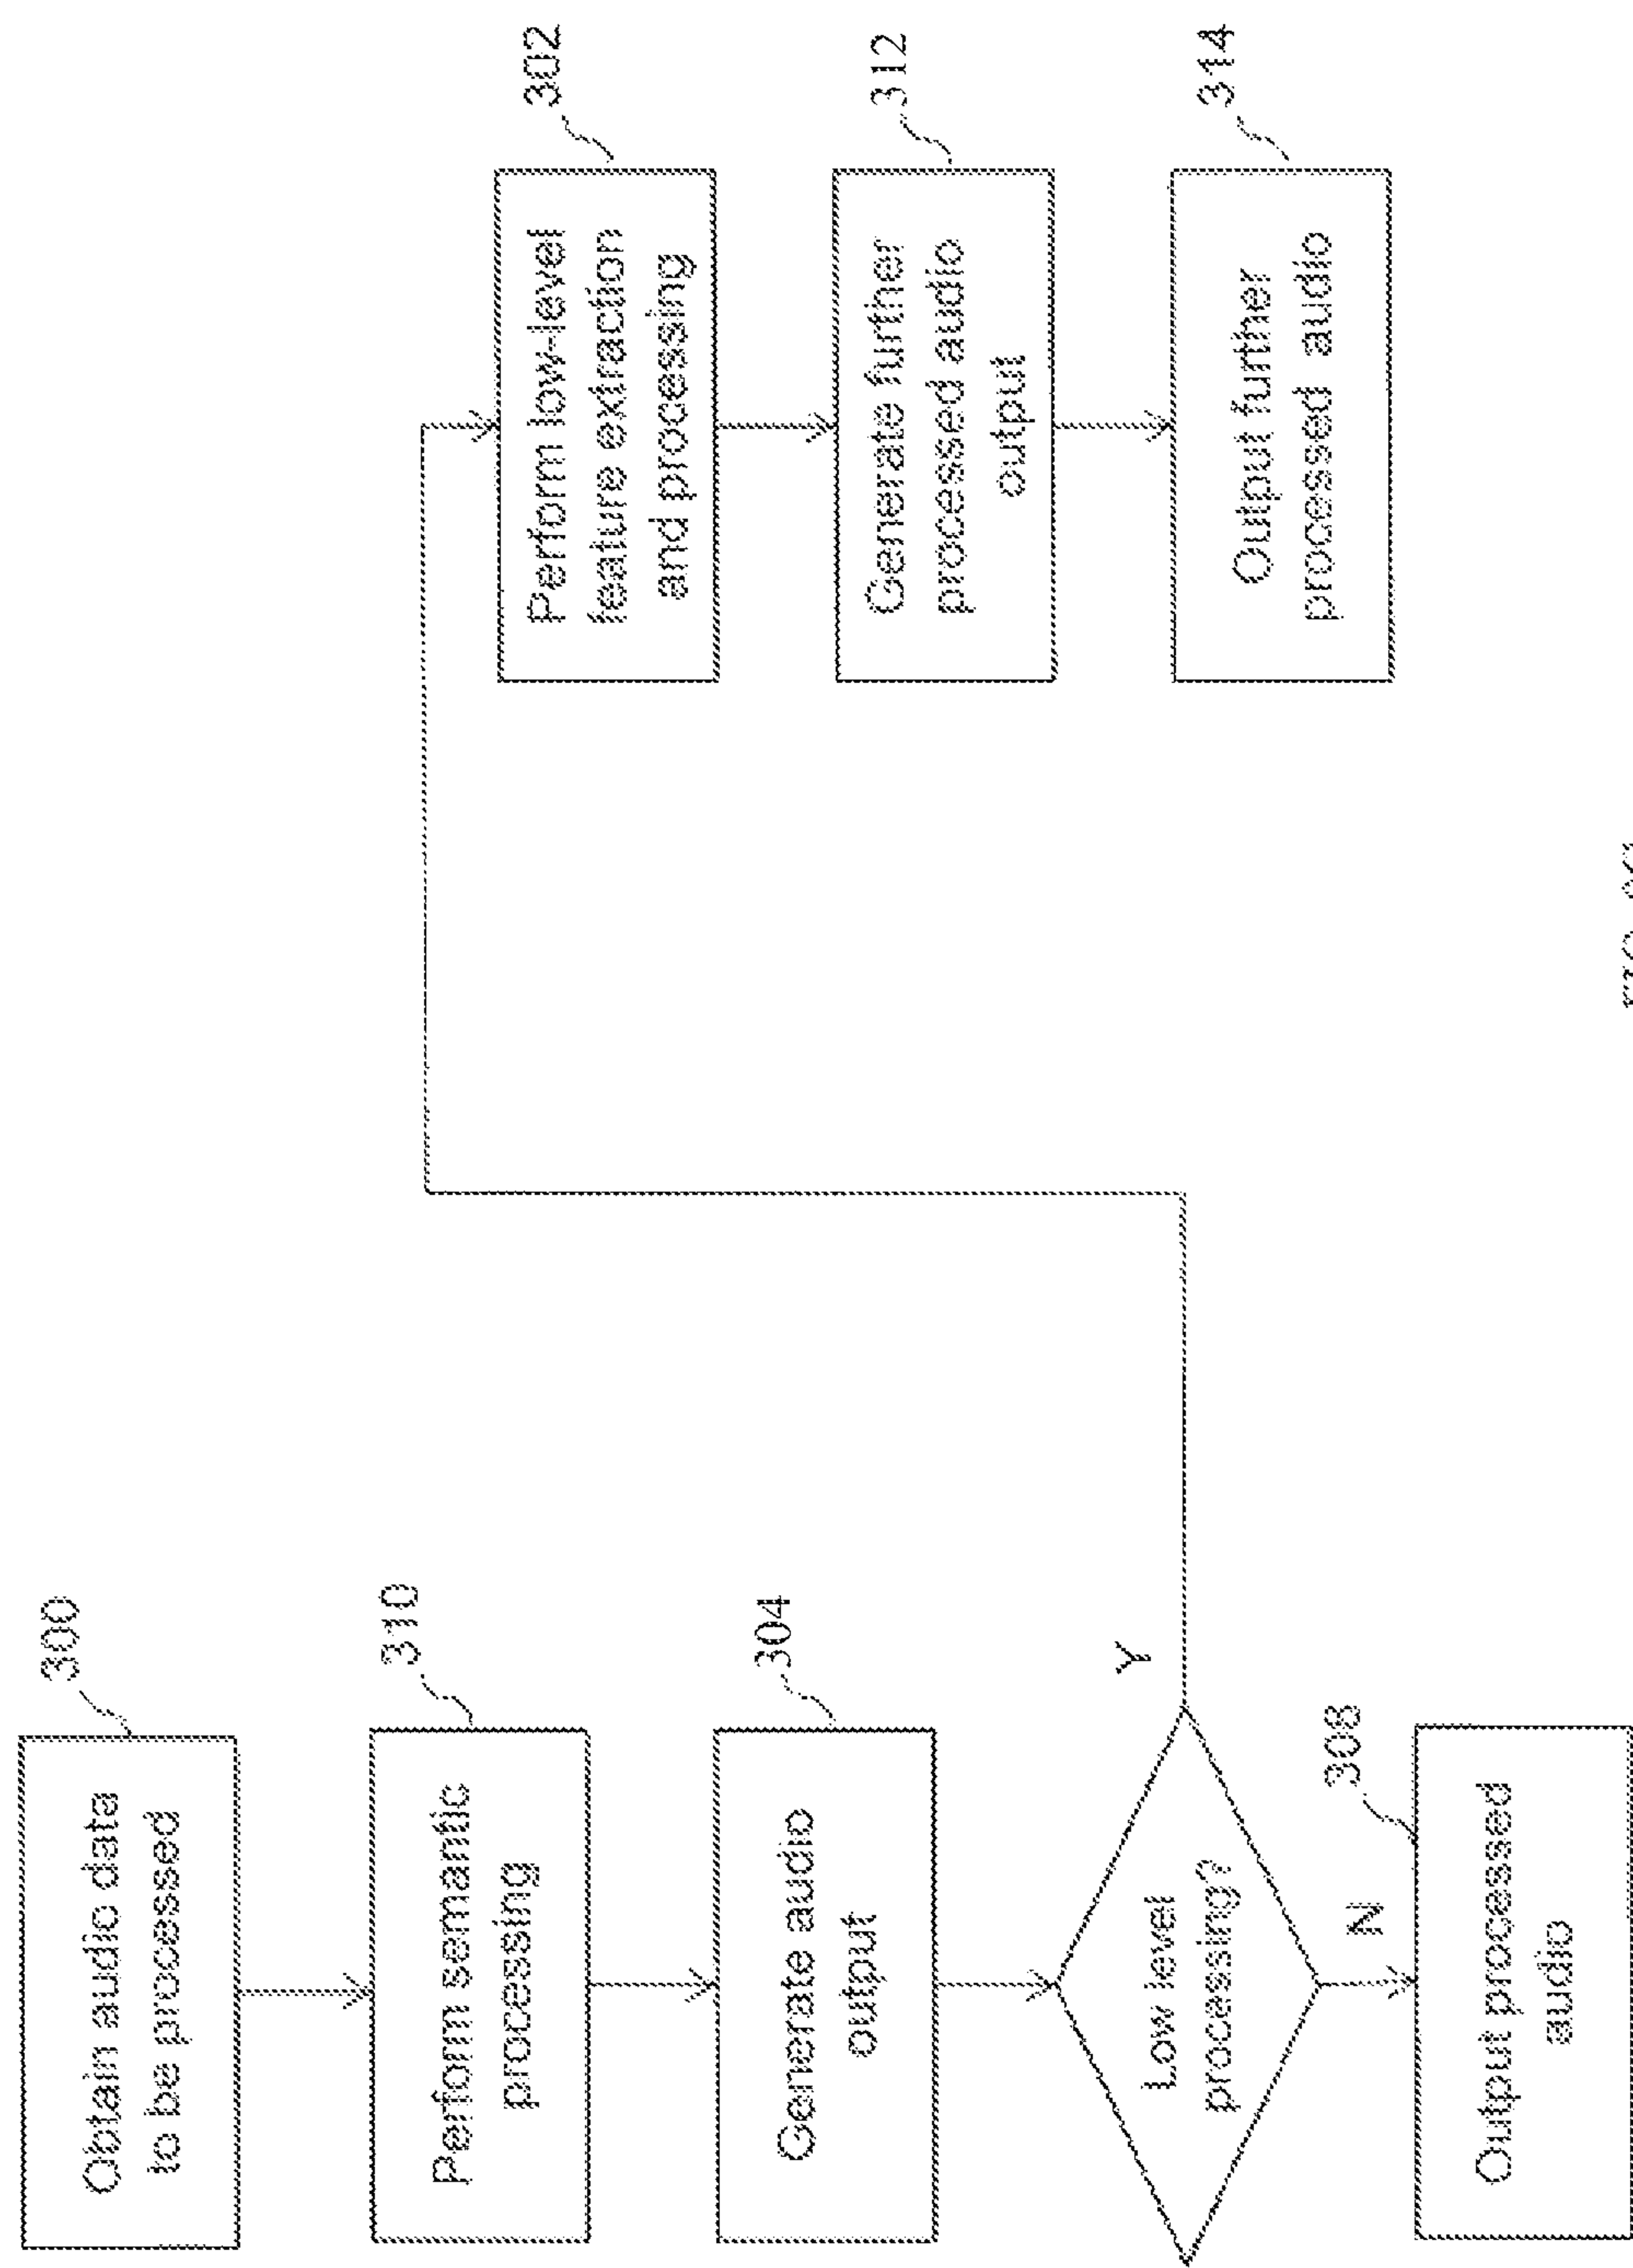 300
Obtain audio data
to be processed
310
Perform semantic
processing
304
Generate audio
output
Low level
processing?
Y
N
308
Output processed
audio
302
Perform low-level
feature extraction
and processing
312
Generate further
processed audio
output
314
Output further
processed audio